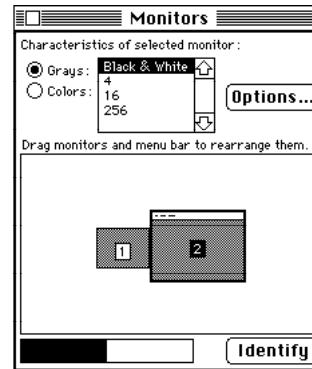 Monitors
Characteristics of selected monitor:
Grays:
Colors:
Black & White
4
16
256
Options...
Drag monitors and menu bar to rearrange them.
1
2
Identify